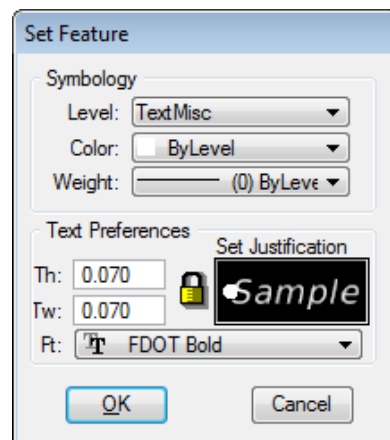 Set Feature
Symbology
Level: TextMisc
Color: ByLevel
Weight: (0) ByLeve
Text Preferences
Set Justification
Th: 0.070
Sample
Tw: 0.070
Ft: FDOT Bold
OK Cancel